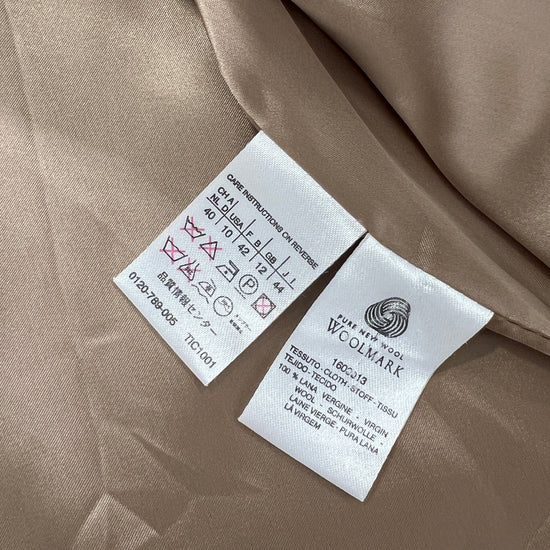 CARE INSTRUCTIONS ON REVERSE
CH A
NL D USA F B GB J I
40 10 42 12 44
品質情報センター
0120-789-005 TIC1001
PURE NEW WOOL
WOOLMARK
1602013
TESSUTO-CLOTH-STOFF-TISSU
TEJIDO-TECIDO
100 % LANA VERGINE - VIRGIN
WOOL - SCHURWOLLE -
LAINE VIERGE - PURA LANA
LÀ VIRGEM